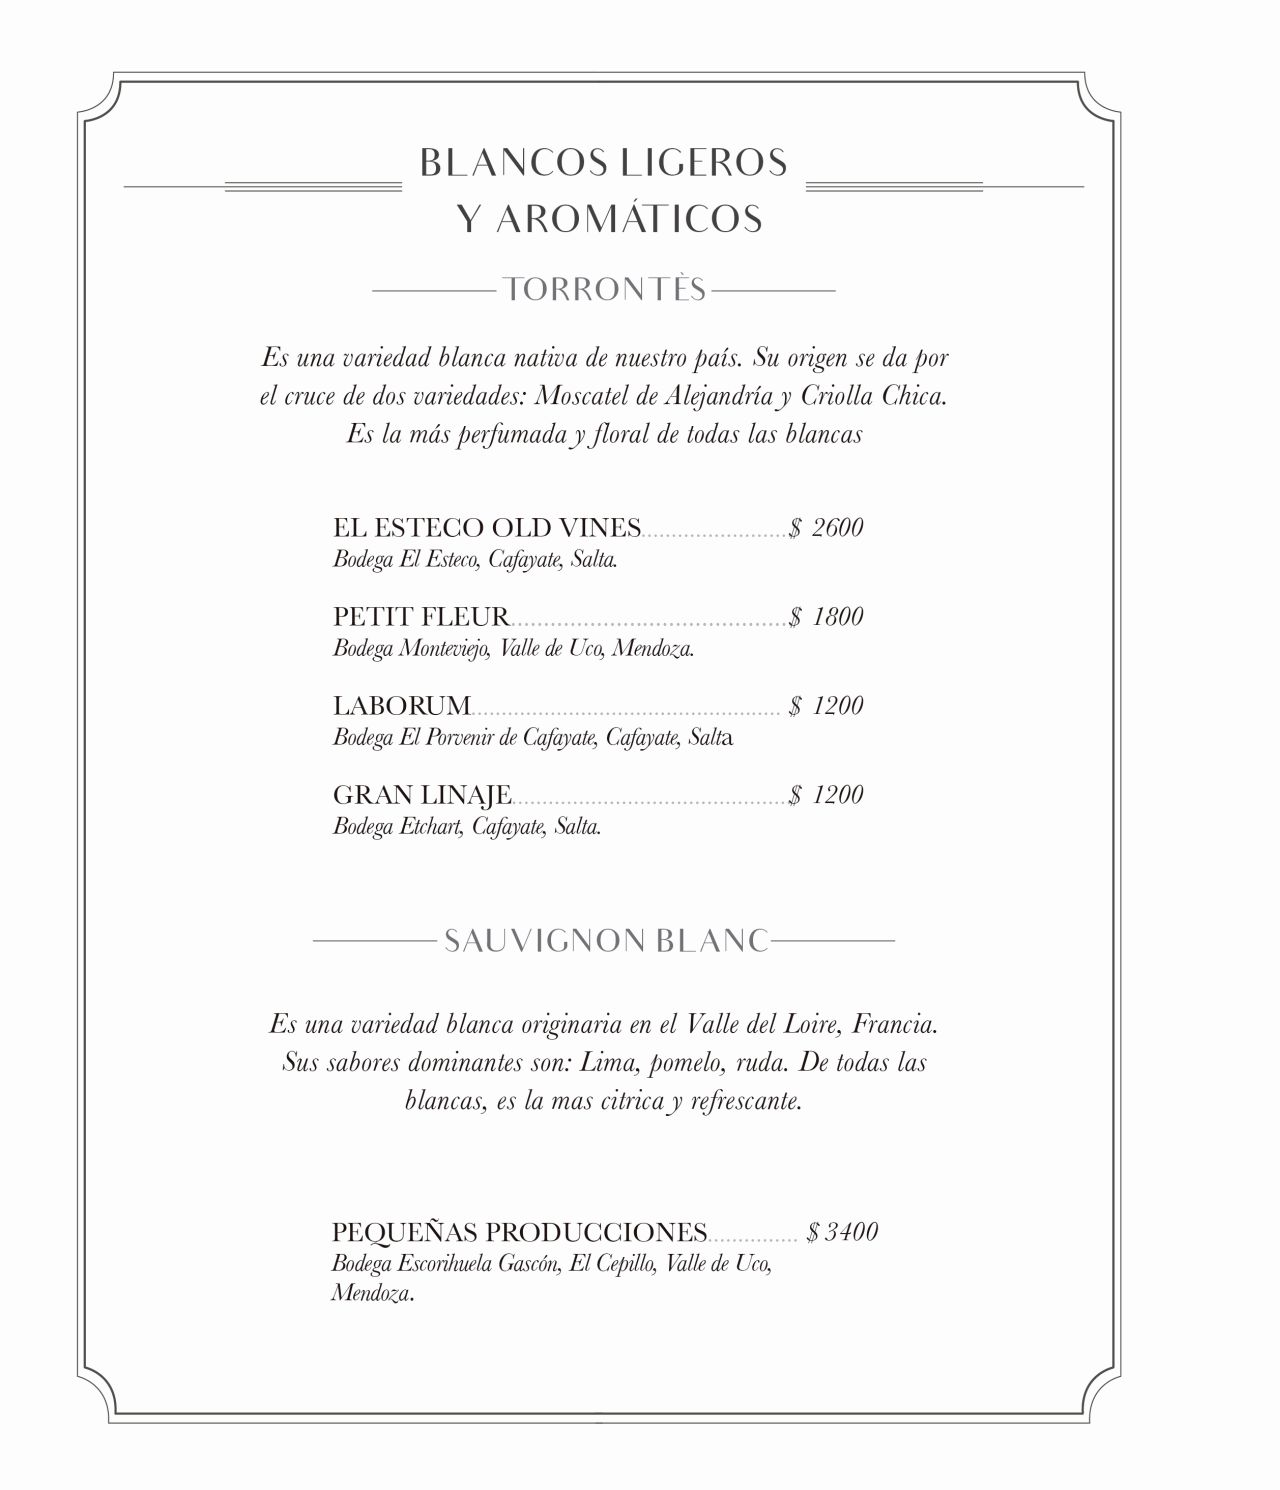 BLANCOS LIGEROS
Y AROMÁTICOS
TORRONTÈS
Es una variedad blanca nativa de nuestro país. Su origen se da por
el cruce de dos variedades: Moscatel de Alejandría y Criolla Chica.
Es la más perfumada y floral de todas las blancas
EL ESTECO OLD VINES........................$ 2600
Bodega El Esteco, Cafayate, Salta.
PETIT FLEUR..............................................$ 1800
Bodega Monteviejo, Valle de Uco, Mendoza.
LABORUM.................................................... $ 1200
Bodega El Porvenir de Cafayate, Cafayate, Salta
GRAN LINAJE..............................................$ 1200
Bodega Etchart, Cafayate, Salta.
SAUVIGNON BLANC
Es una variedad blanca originaria en el Valle del Loire, Francia.
Sus sabores dominantes son: Lima, pomelo, ruda. De todas las
blancas, es la mas citrica y refrescante.
PEQUEÑAS PRODUCCIONES............... $ 3400
Bodega Escorihuela Gascón, El Cepillo, Valle de Uco,
Mendoza.